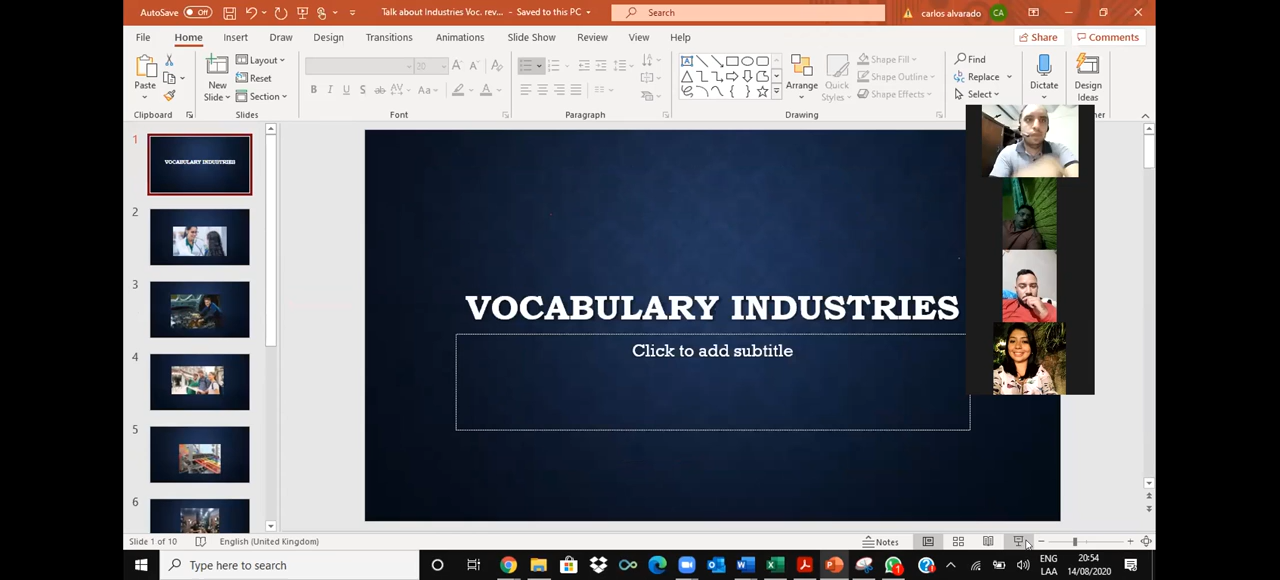 AutoSave Off Talk about Industries Voc. rev... - Saved to this PC Search carlos alvarado CA
File Home Insert Draw Design Transitions Animations Slide Show Review View Help Share Comments
Paste
Clipboard
New Slide
Layout
Reset
Section
Slides
20
Font
Paragraph
Arrange
Quick Styles
Shape Fill
Shape Outline
Shape Effects
Drawing
Find
Replace
Select
Dictate
Design Ideas
1
VOCABULARY INDUSTRIES
2
3
4
5
6
VOCABULARY INDUSTRIES
Click to add subtitle
Slide 1 of 10 English (United Kingdom) Notes
Type here to search
ENG
LAA
20:54
14/08/2020